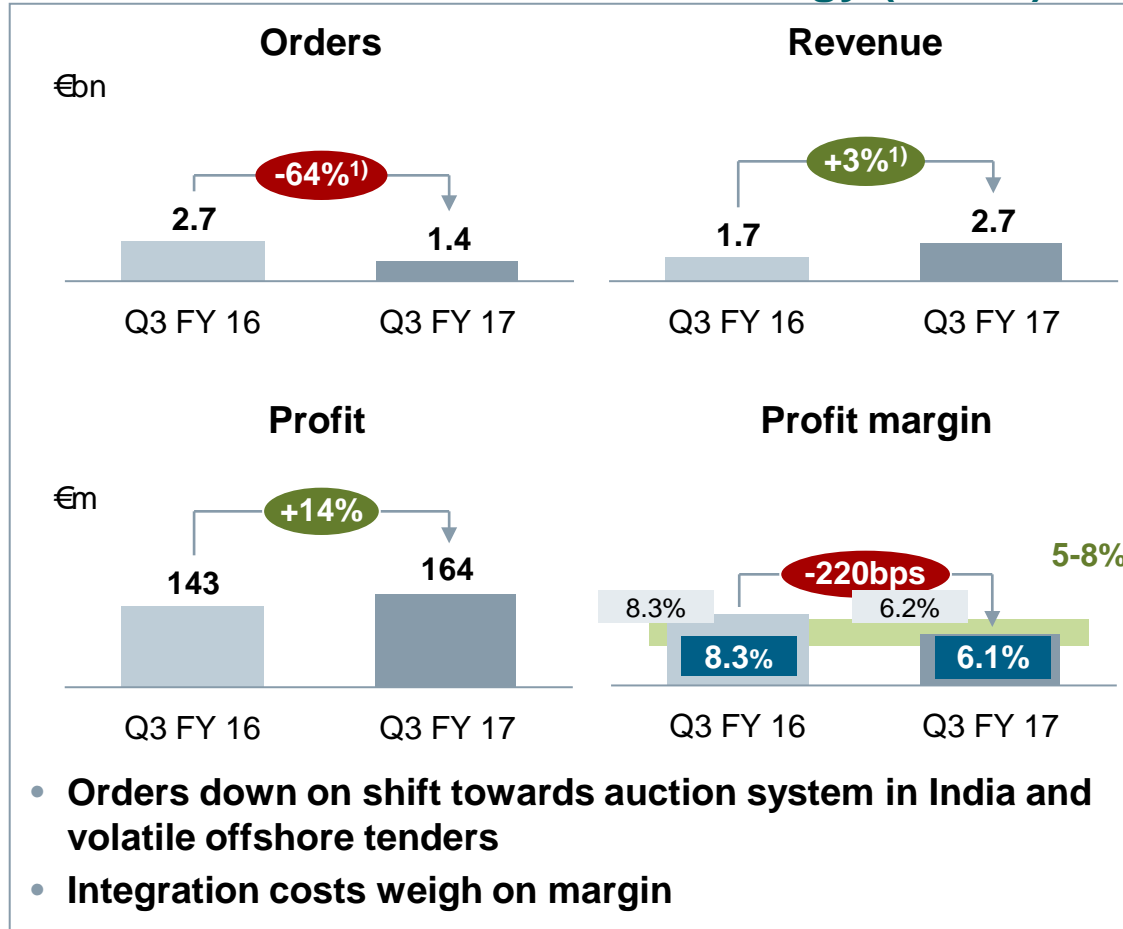 Orders
€bn
-64%1)
2.7
1.4
Q3 FY 16 Q3 FY 17
Revenue
+3%1)
1.7
2.7
Q3 FY 16 Q3 FY 17
Profit
€m
+14%
143
164
Q3 FY 16 Q3 FY 17
Profit margin
5-8%
-220bps
8.3% 6.2%
8.3% 6.1%
Q3 FY 16 Q3 FY 17
• Orders down on shift towards auction system in India and
volatile offshore tenders
• Integration costs weigh on margin